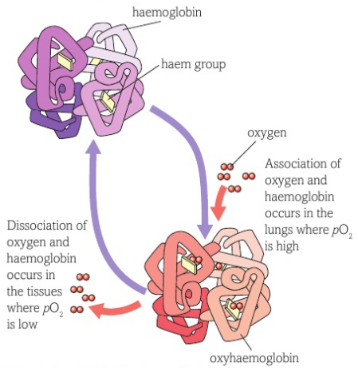 haemoglobin
haem group
oxygen
Association of
oxygen and
haemoglobin
occurs in the
lungs where pO₂
is high
Dissociation of
oxygen and
haemoglobin
occurs in
the tissues
where pO₂
is low
oxyhaemoglobin